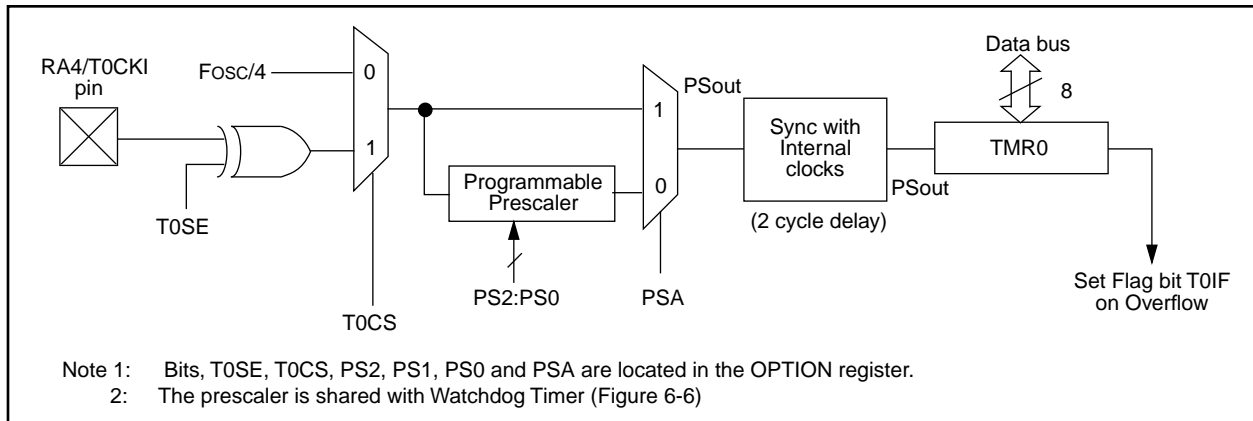 RA4/T0CKI
pin
FOSC/4
0
1
T0SE
T0CS
Programmable
Prescaler
PS2:PS0
1
0
PSA
PSout
Sync with
Internal
clocks
(2 cycle delay)
PSout
Data bus
8
TMR0
Set Flag bit T0IF
on Overflow
Note 1: Bits, T0SE, T0CS, PS2, PS1, PS0 and PSA are located in the OPTION register.
2: The prescaler is shared with Watchdog Timer (Figure 6-6)